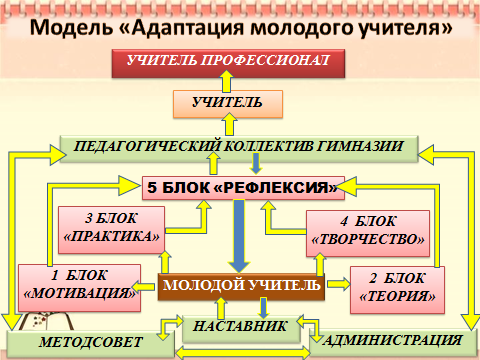 Модель «Адаптация молодого учителя»
УЧИТЕЛЬ ПРОФЕССИОНАЛ
УЧИТЕЛЬ
ПЕДАГОГИЧЕСКИЙ КОЛЛЕКТИВ ГИМНАЗИИ
5 БЛОК «РЕФЛЕКСИЯ»
3 БЛОК
«ПРАКТИКА»
4 БЛОК
«ТВОРЧЕСТВО»
1 БЛОК
«МОТИВАЦИЯ»
МОЛОДОЙ УЧИТЕЛЬ
2 БЛОК
«ТЕОРИЯ»
НАСТАВНИК
МЕТОДСОВЕТ
АДМИНИСТРАЦИЯ